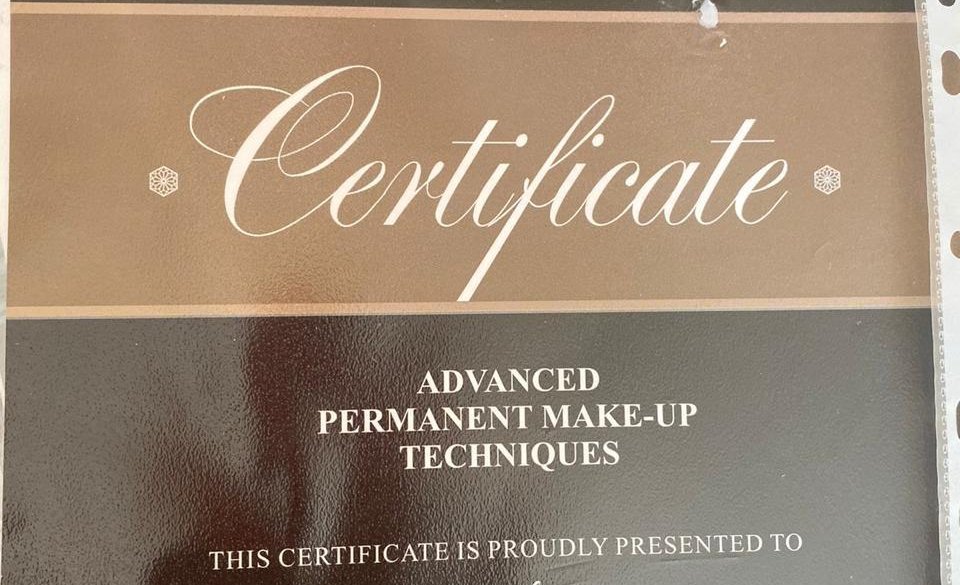 Certificate
ADVANCED
PERMANENT MAKE-UP
TECHNIQUES
THIS CERTIFICATE IS PROUDLY PRESENTED TO